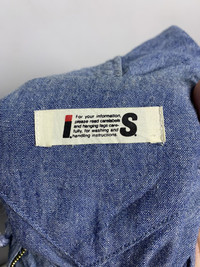 i S.
For your information,
please read carelabels
and hanging tags care-
fully, for washing and
handling instructions.